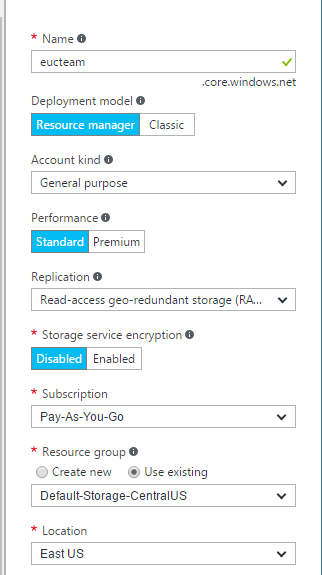 * Name
eucteam
.core.windows.net
Deployment model
Resource manager Classic
Account kind
General purpose
Performance
Standard Premium
Replication
Read-access geo-redundant storage (RA...
* Storage service encryption
Disabled Enabled
* Subscription
Pay-As-You-Go
* Resource group
Create new Use existing
Default-Storage-CentralUS
* Location
East US